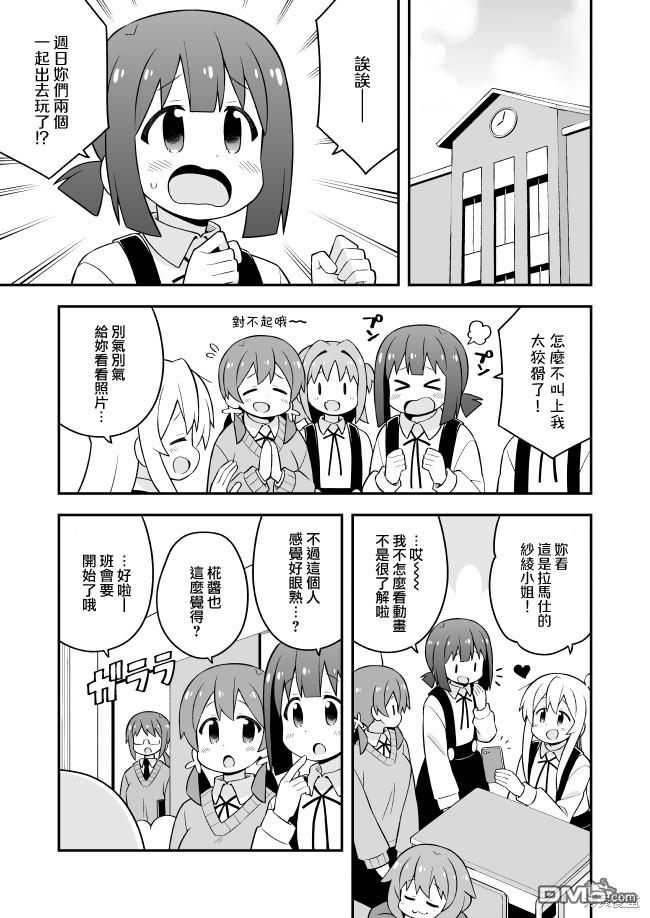 誒誒──
週日妳們兩個
一起出去玩了!?
怎麼不叫上我
太狡猾了！
プンプン
對不起哦〜
別氣別氣
給妳看看照片…
妳看
這是拉馬仕的
紗綾小姐！
…哎〜〜
我不怎麼看動畫
不是很了解啦
不過這個人
感覺好眼熟…?
椛醬也
這麼覺得?
…好啦─
班會要
開始了哦
ガララ
DM5.com